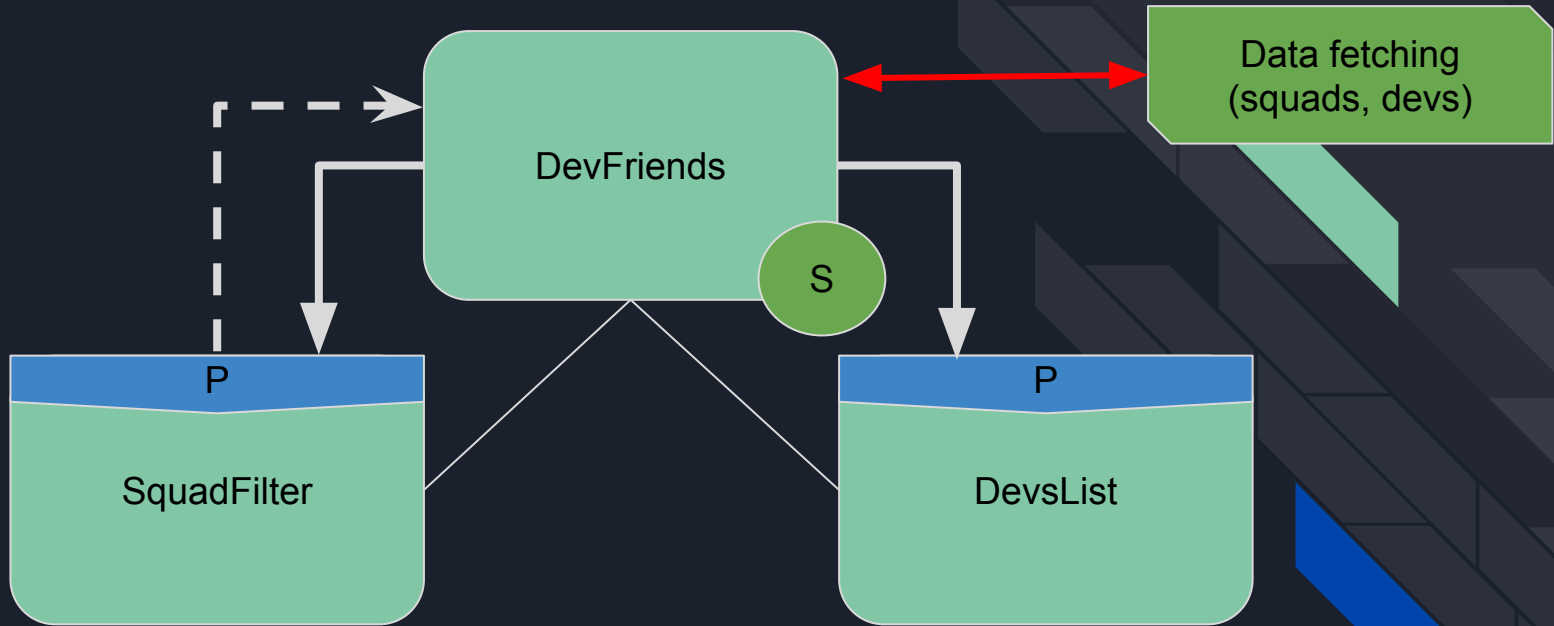 Data fetching
(squads, devs)
DevFriends
S
P
P
SquadFilter
DevsList